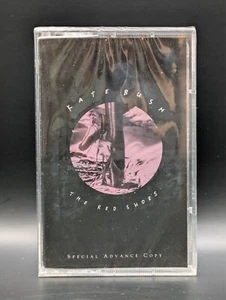 KATE BUSH
THE RED SHOES
SPECIAL ADVANCE COPY